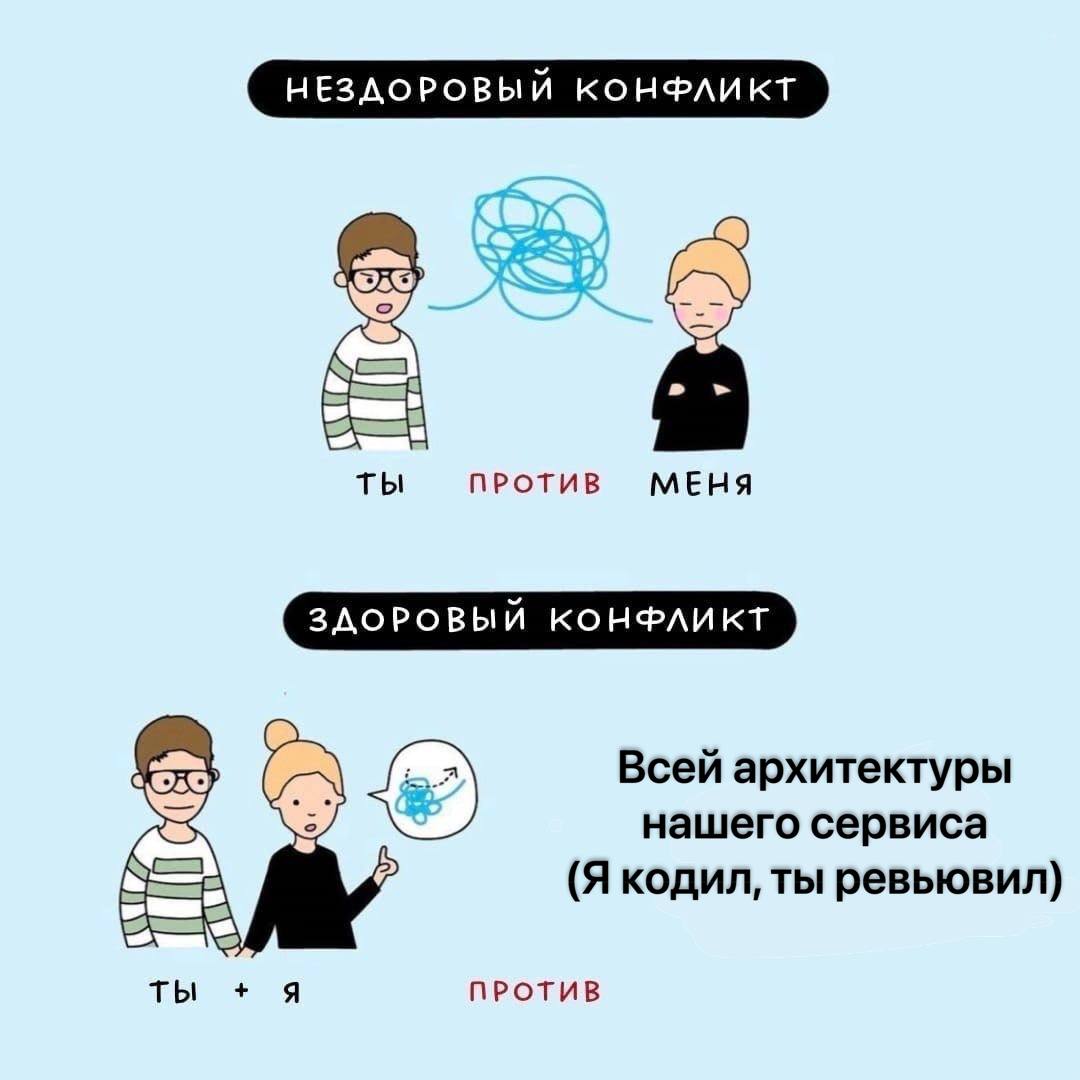 НЕЗДОРОВЫЙ КОНФЛИКТ
ТЫ ПРОТИВ МЕНЯ
ЗДОРОВЫЙ КОНФЛИКТ
Всей архитектуры
нашего сервиса
(Я кодил, ты ревьювил)
ТЫ + Я ПРОТИВ